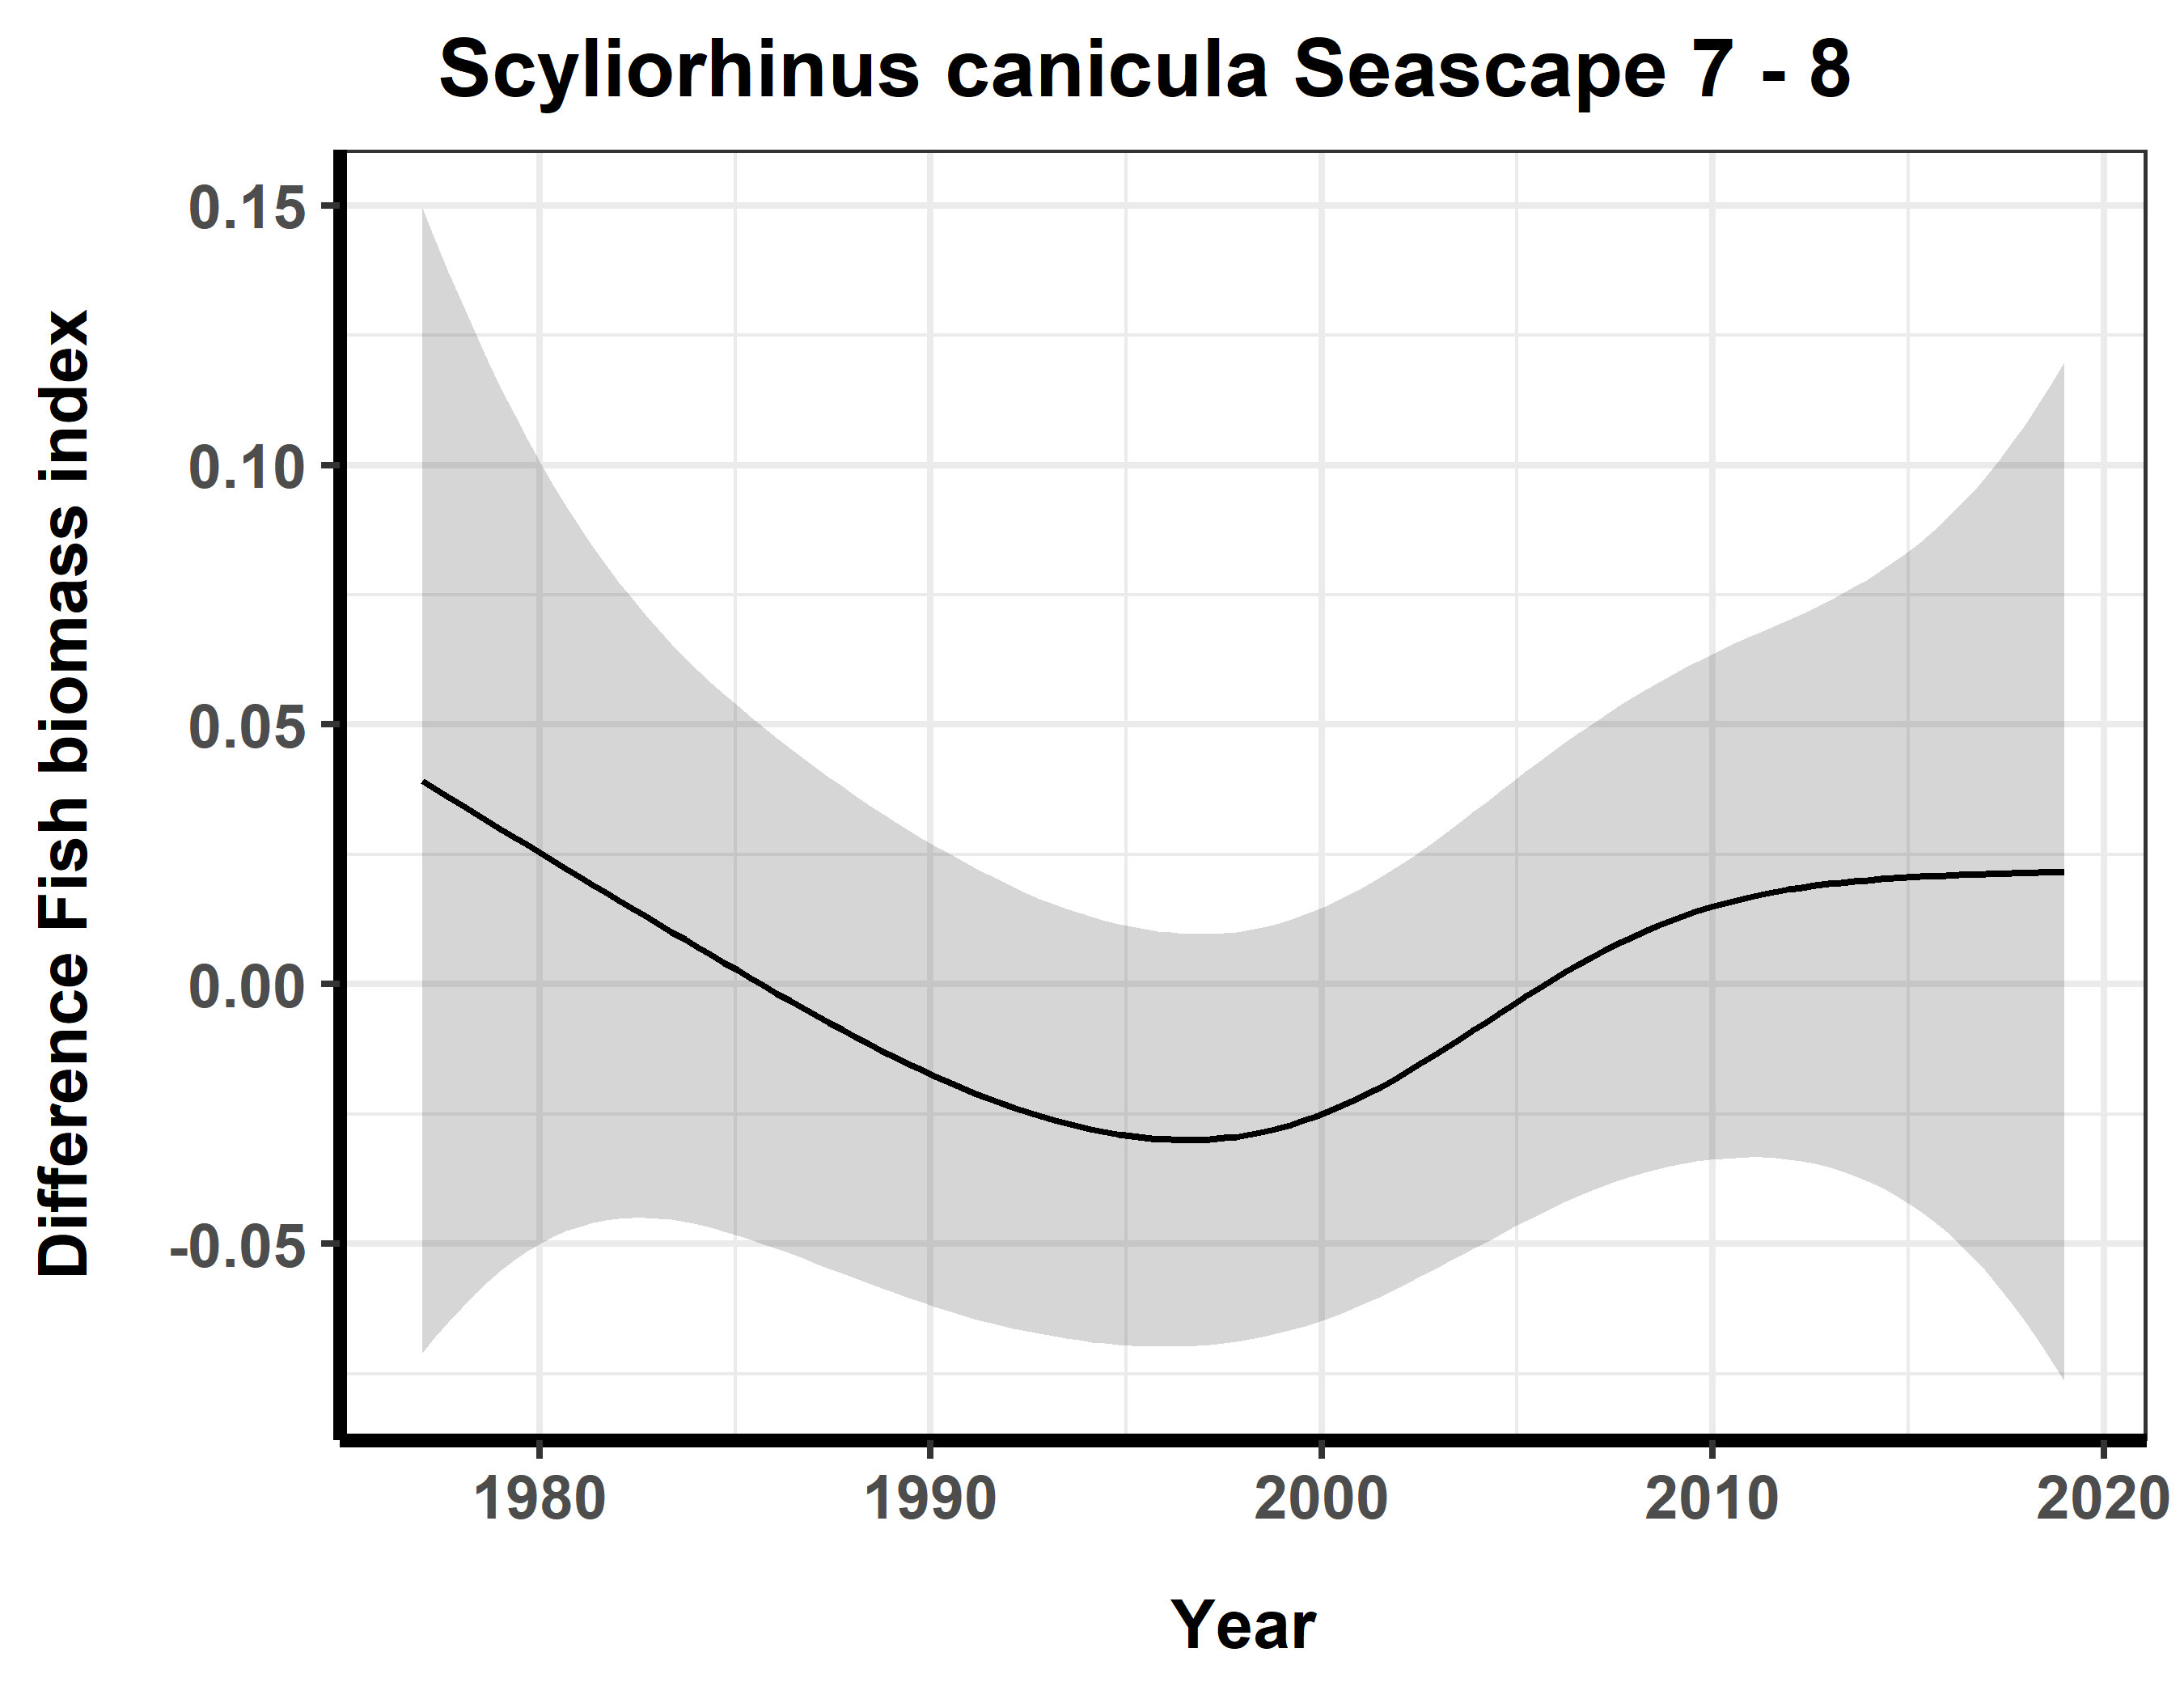 Scyliorhinus canicula Seascape 7 - 8
Difference Fish biomass index
0.15
0.10
0.05
0.00
-0.05
1980 1990 2000 2010 2020
Year